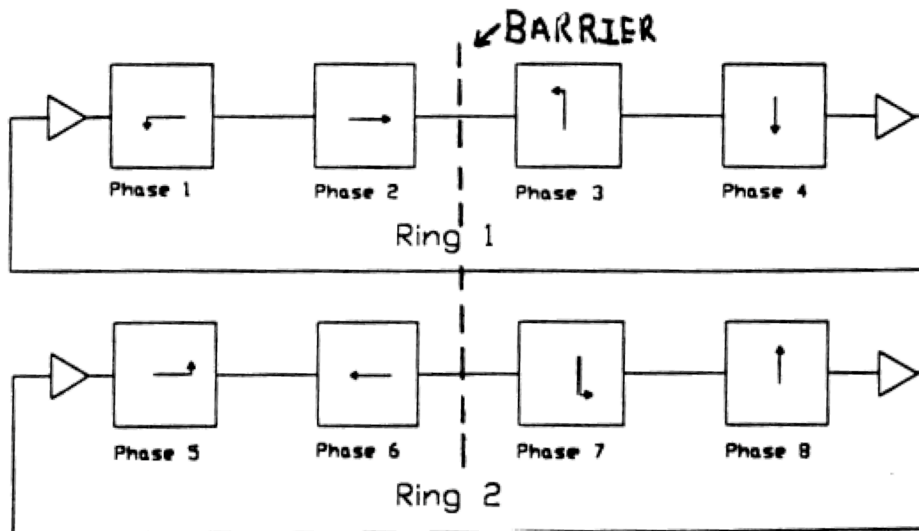 BARRIER
Phase 1 Phase 2 Phase 3 Phase 4
Ring 1
Phase 5 Phase 6 Phase 7 Phase 8
Ring 2